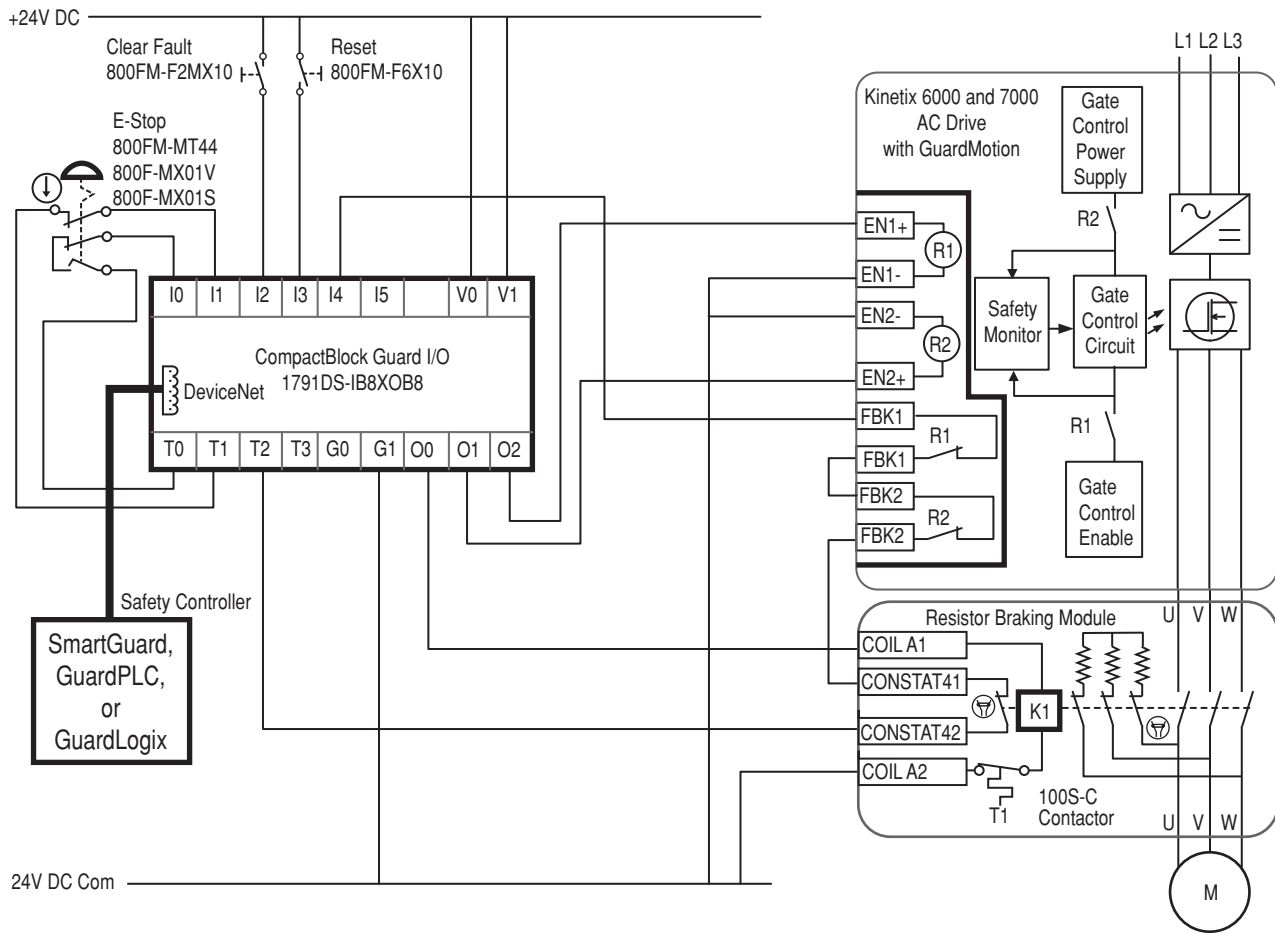 +24V DC
Clear Fault
800FM-F2MX10
Reset
800FM-F6X10
E-Stop
800FM-MT44
800F-MX01V
800F-MX01S
I0 I1 I2 I3 I4 I5 V0 V1
CompactBlock Guard I/O
1791DS-IB8XOB8
DeviceNet
T0 T1 T2 T3 G0 G1 O0 O1 O2
Safety Controller
SmartGuard,
GuardPLC,
or
GuardLogix
24V DC Com
L1 L2 L3
Kinetix 6000 and 7000
AC Drive
with GuardMotion
Gate
Control
Power
Supply
R2
EN1+
R1
EN1-
EN2-
R2
EN2+
Safety
Monitor
Gate
Control
Circuit
FBK1
R1
FBK1
FBK2
R2
FBK2
R1
Gate
Control
Enable
Resistor Braking Module
U V W
COIL A1
CONSTAT41
K1
CONSTAT42
COIL A2
T1
100S-C
Contactor
U V W
M